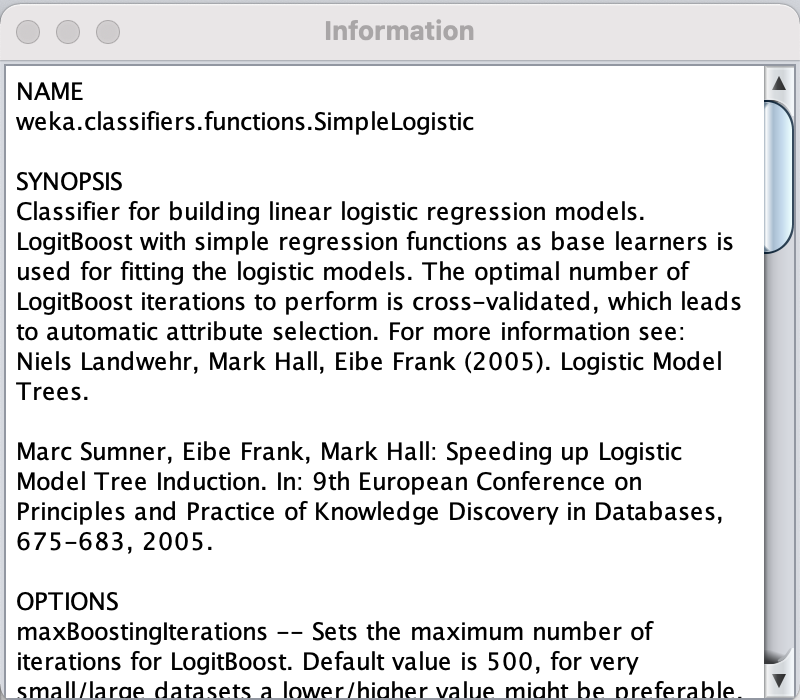 Information
NAME
weka.classifiers.functions.SimpleLogistic
SYNOPSIS
Classifier for building linear logistic regression models.
LogitBoost with simple regression functions as base learners is
used for fitting the logistic models. The optimal number of
LogitBoost iterations to perform is cross-validated, which leads
to automatic attribute selection. For more information see:
Niels Landwehr, Mark Hall, Eibe Frank (2005). Logistic Model
Trees.
Marc Sumner, Eibe Frank, Mark Hall: Speeding up Logistic
Model Tree Induction. In: 9th European Conference on
Principles and Practice of Knowledge Discovery in Databases,
675-683, 2005.
OPTIONS
maxBoostingIterations -- Sets the maximum number of
iterations for LogitBoost. Default value is 500, for very
small/large datasets a lower/higher value might be preferable.